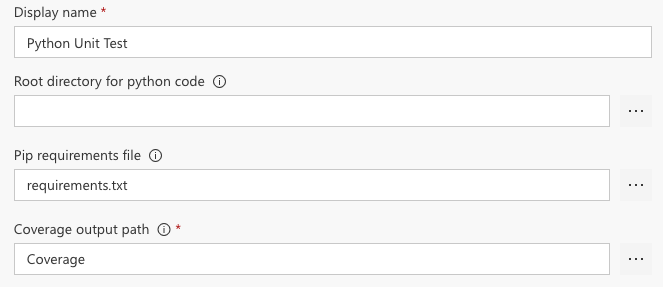 Display name *
Python Unit Test
Root directory for python code
Pip requirements file
requirements.txt
Coverage output path *
Coverage